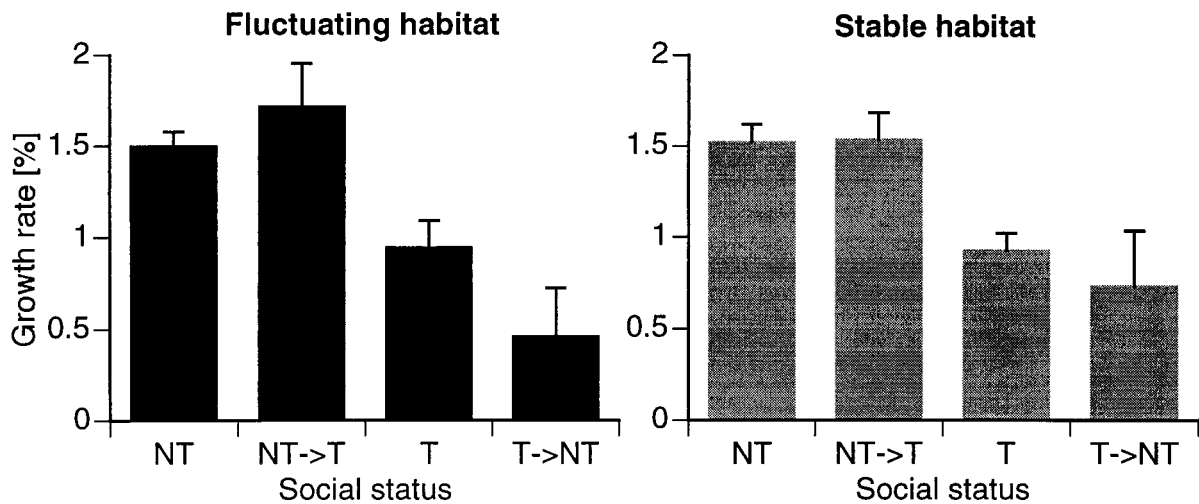 Fluctuating habitat
Growth rate [%]
2
1.5
1
0.5
0
NT NT->T T T->NT
Social status
Stable habitat
2
1.5
1
0.5
0
NT NT->T T T->NT
Social status